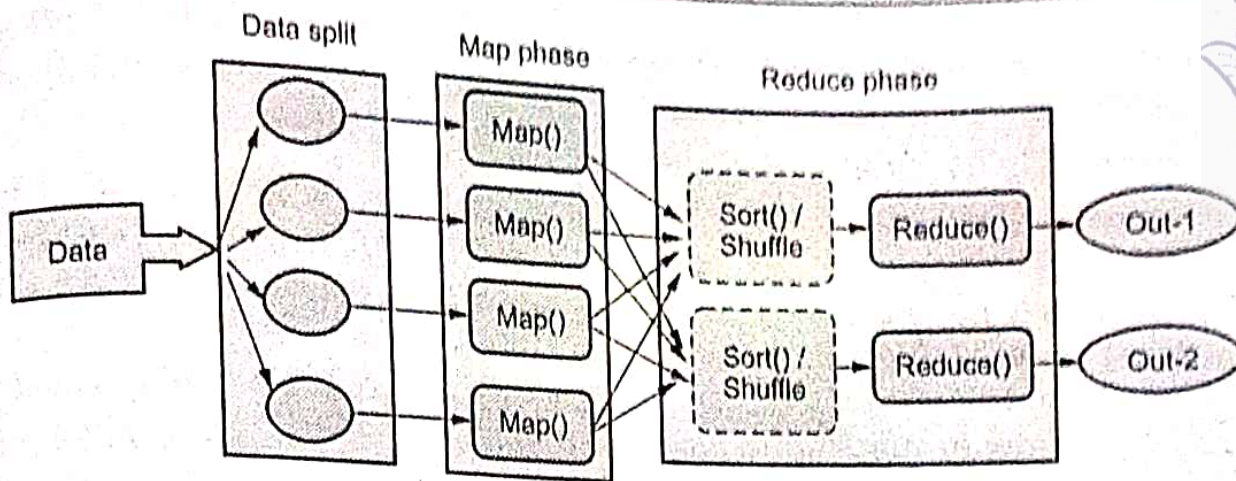 Data split
Map phase
Reduce phase
Data
Map()
Map()
Map()
Map()
Sort() /
Shuffle
Sort() /
Shuffle
Reduce()
Reduce()
Out-1
Out-2